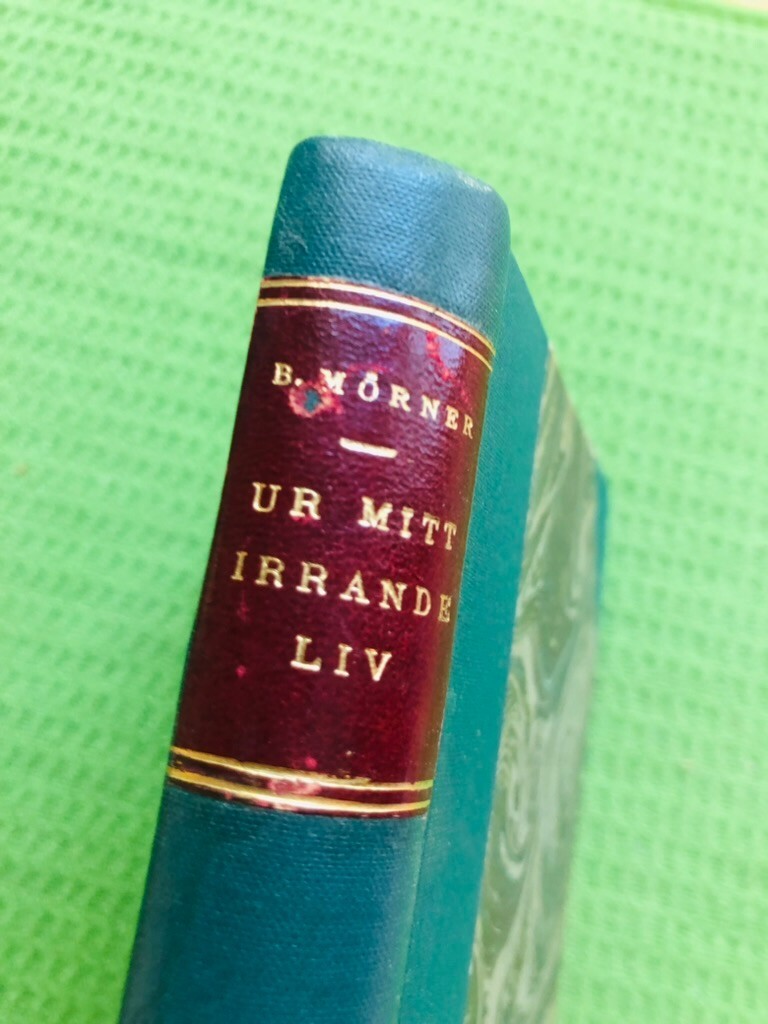 B. MÖRNER
UR MITT
IRRANDE
LIV